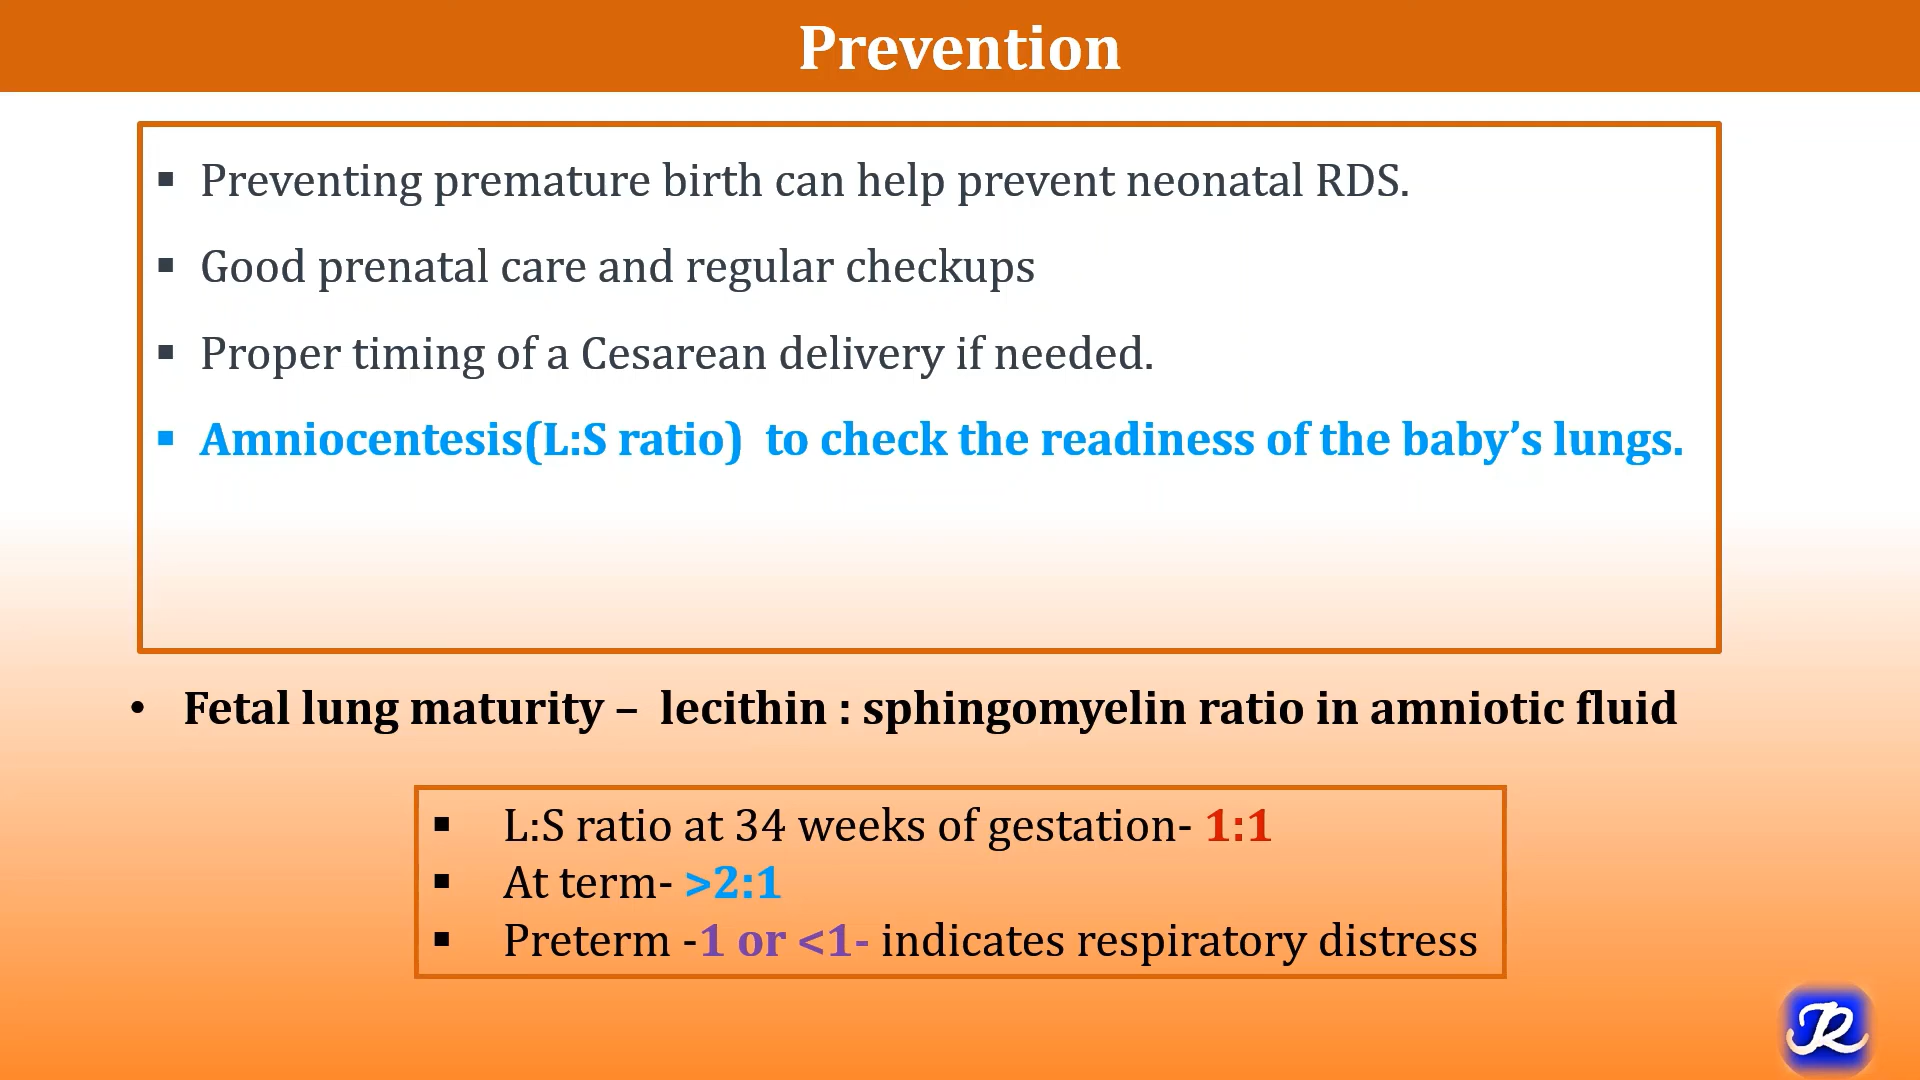 Prevention
▪ Preventing premature birth can help prevent neonatal RDS.
▪ Good prenatal care and regular checkups
▪ Proper timing of a Cesarean delivery if needed.
▪ Amniocentesis(L:S ratio)  to check the readiness of the baby’s lungs.
• Fetal lung maturity –  lecithin : sphingomyelin ratio in amniotic fluid
▪ L:S ratio at 34 weeks of gestation- 1:1
▪ At term- >2:1
▪ Preterm -1 or <1- indicates respiratory distress
JR